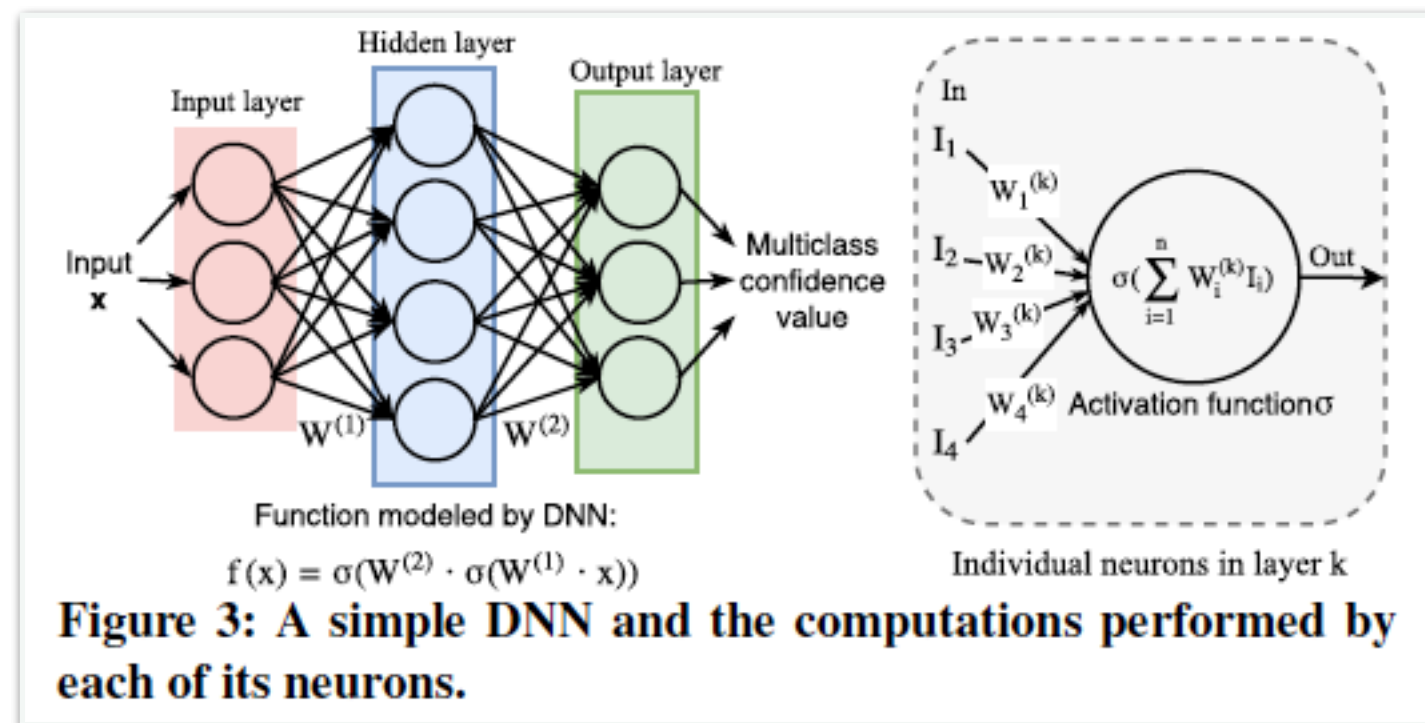 Hidden layer
Output layer
Input layer
Input
x
W(1)
W(2)
Multiclass
confidence
value
Function modeled by DNN:
f(x) = σ(W(2) · σ(W(1) · x))
In
I1
W1(k)
I2
W2(k)
I3
W3(k)
I4
W4(k)
σ(∑ni=1 Wi(k)Ii)
Out
Activation functionσ
Individual neurons in layer k
Figure 3: A simple DNN and the computations performed by
each of its neurons.